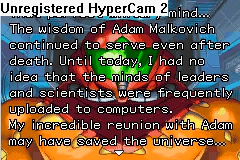 Unregistered HyperCam 2
mind...
The wisdom of Adam Malkovich
continued to serve even after
death. Until today, I had no
idea that the minds of leaders
and scientists were frequently
uploaded to computers.
My incredible reunion with Adam
may have saved the universe...